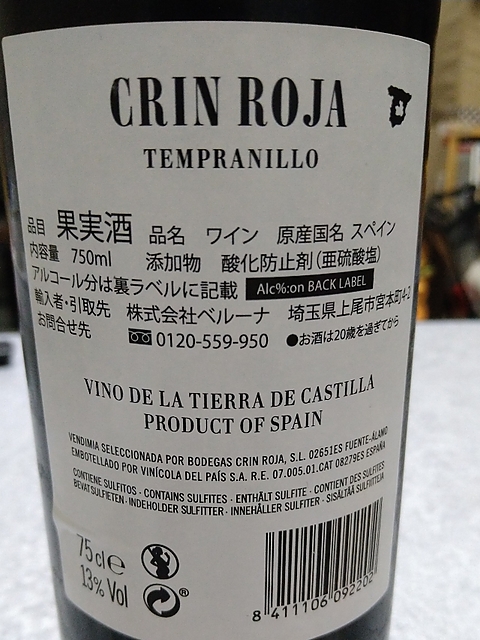 CRIN ROJA
TEMPRANILLO
品目 果実酒 品名 ワイン 原産国名 スペイン
内容量 750ml 添加物 酸化防止剤(亜硫酸塩)
アルコール分は裏ラベルに記載 Alc%:on BACK LABEL
輸入者・引取先 株式会社ベルーナ 埼玉県上尾市宮本町4-2
お問合せ先 0120-559-950 ●お酒は20歳を過ぎてから
VINO DE LA TIERRA DE CASTILLA
PRODUCT OF SPAIN
VENDIMIA SELECCIONADA POR BODEGAS CRIN ROJA, S.L. 02651ES FUENTE-ÁLAMO
EMBOTELLADO POR VINÍCOLA DEL PAÍS S.A. R.E. 07.005.01.CAT 08279ES ESPAÑA
CONTIENE SULFITOS · CONTAINS SULFITES · ENTHÄLT SULFITE · CONTIENT DES SULFITES
BEVAT SULFIETEN · INDEHOLDER SULFITTER · INNEHÅLLER SULFITER · SISÄLTÄÄ SULFIITTEJA
75 cl e
13% Vol
®
8 411106 092202